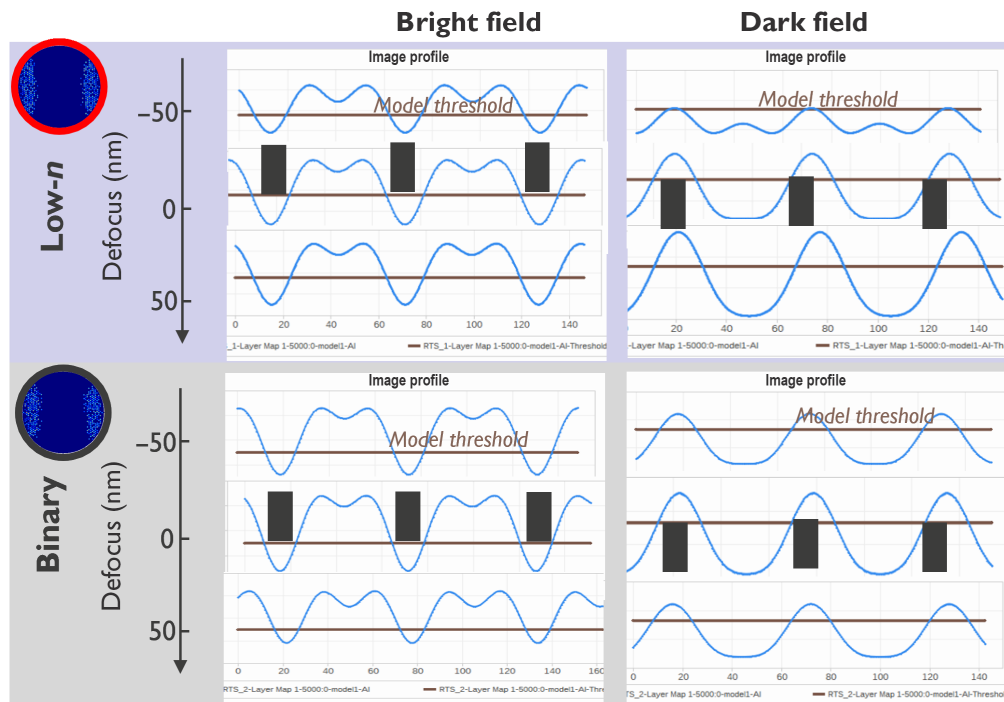 Bright field
Dark field
Image profile
Image profile
Low-n
Defocus (nm)
−50
0
50
Model threshold
Model threshold
0 20 40 60 80 100 120 140
20 40 60 80 100 120 140
_1-Layer Map 1-5000:0-model1-AI
RTS_1-Layer Map 1-5000:0-model1-AI-Threshold
-Layer Map 1-5000:0-model1-AI
RTS_1-Layer Map 1-5000:0-model1-AI-Th
Image profile
Image profile
Binary
Defocus (nm)
−50
0
50
Model threshold
Model threshold
0 20 40 60 80 100 120 140 160
0 20 40 60 80 100 120 140
RTS_2-Layer Map 1-5000:0-model1-AI
RTS_2-Layer Map 1-5000:0-model1-AI-Thre
TS_2-Layer Map 1-5000:0-model1-AI
RTS_2-Layer Map 1-5000:0-model1-AI-Threshol